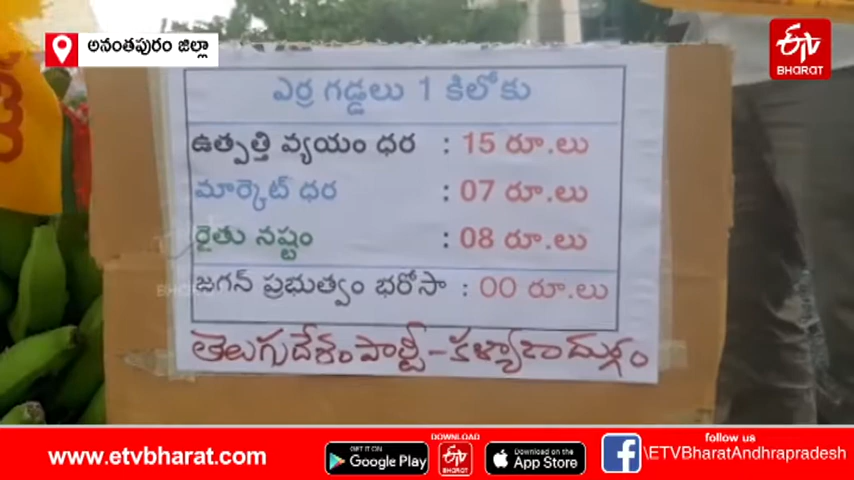 అనంతపురం జిల్లా
ETV
BHARAT
ఎర్ర గడ్డలు 1 కిలోకు
ఉత్పత్తి వ్యయం ధర : 15 రూ.లు
మార్కెట్ ధర : 07 రూ.లు
రైతు నష్టం : 08 రూ.లు
జగన్ ప్రభుత్వం భరోసా : 00 రూ.లు
తెలుగుదేశం పార్టీ - కళ్యాణదుర్గం
www.etvbharat.com
GET IT ON
Google Play
DOWNLOAD
ETV
BHARAT
Download on the
App Store
follow us
\ETVBharatAndhrapradesh